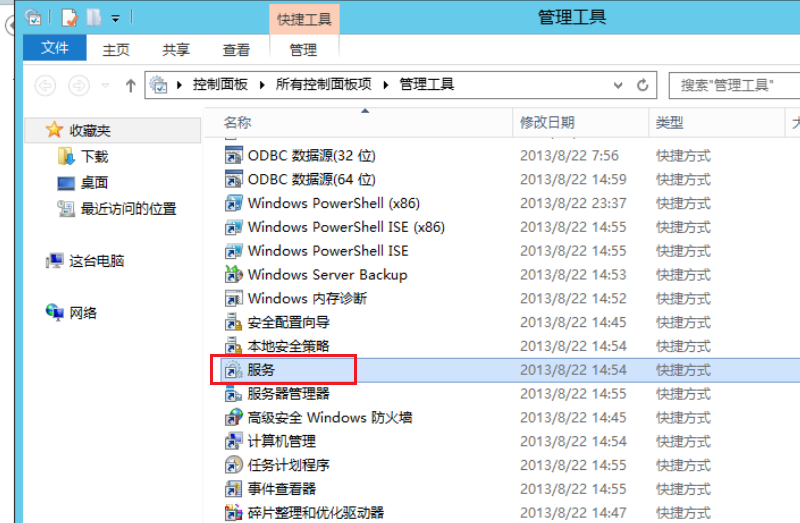 快捷工具
管理工具
文件 主页 共享 查看 管理
控制面板 所有控制面板项 管理工具
搜索"管理工具"
收藏夹
下载
桌面
最近访问的位置
这台电脑
网络
名称 修改日期 类型
ODBC 数据源(32 位) 2013/8/22 7:56 快捷方式
ODBC 数据源(64 位) 2013/8/22 14:59 快捷方式
Windows PowerShell (x86) 2013/8/22 23:37 快捷方式
Windows PowerShell ISE (x86) 2013/8/22 14:55 快捷方式
Windows PowerShell ISE 2013/8/22 14:55 快捷方式
Windows Server Backup 2013/8/22 14:53 快捷方式
Windows 内存诊断 2013/8/22 14:52 快捷方式
安全配置向导 2013/8/22 14:45 快捷方式
本地安全策略 2013/8/22 14:54 快捷方式
服务 2013/8/22 14:54 快捷方式
服务器管理器 2013/8/22 14:55 快捷方式
高级安全 Windows 防火墙 2013/8/22 14:45 快捷方式
计算机管理 2013/8/22 14:54 快捷方式
任务计划程序 2013/8/22 14:55 快捷方式
事件查看器 2013/8/22 14:55 快捷方式
碎片整理和优化驱动器 2013/8/22 14:47 快捷方式